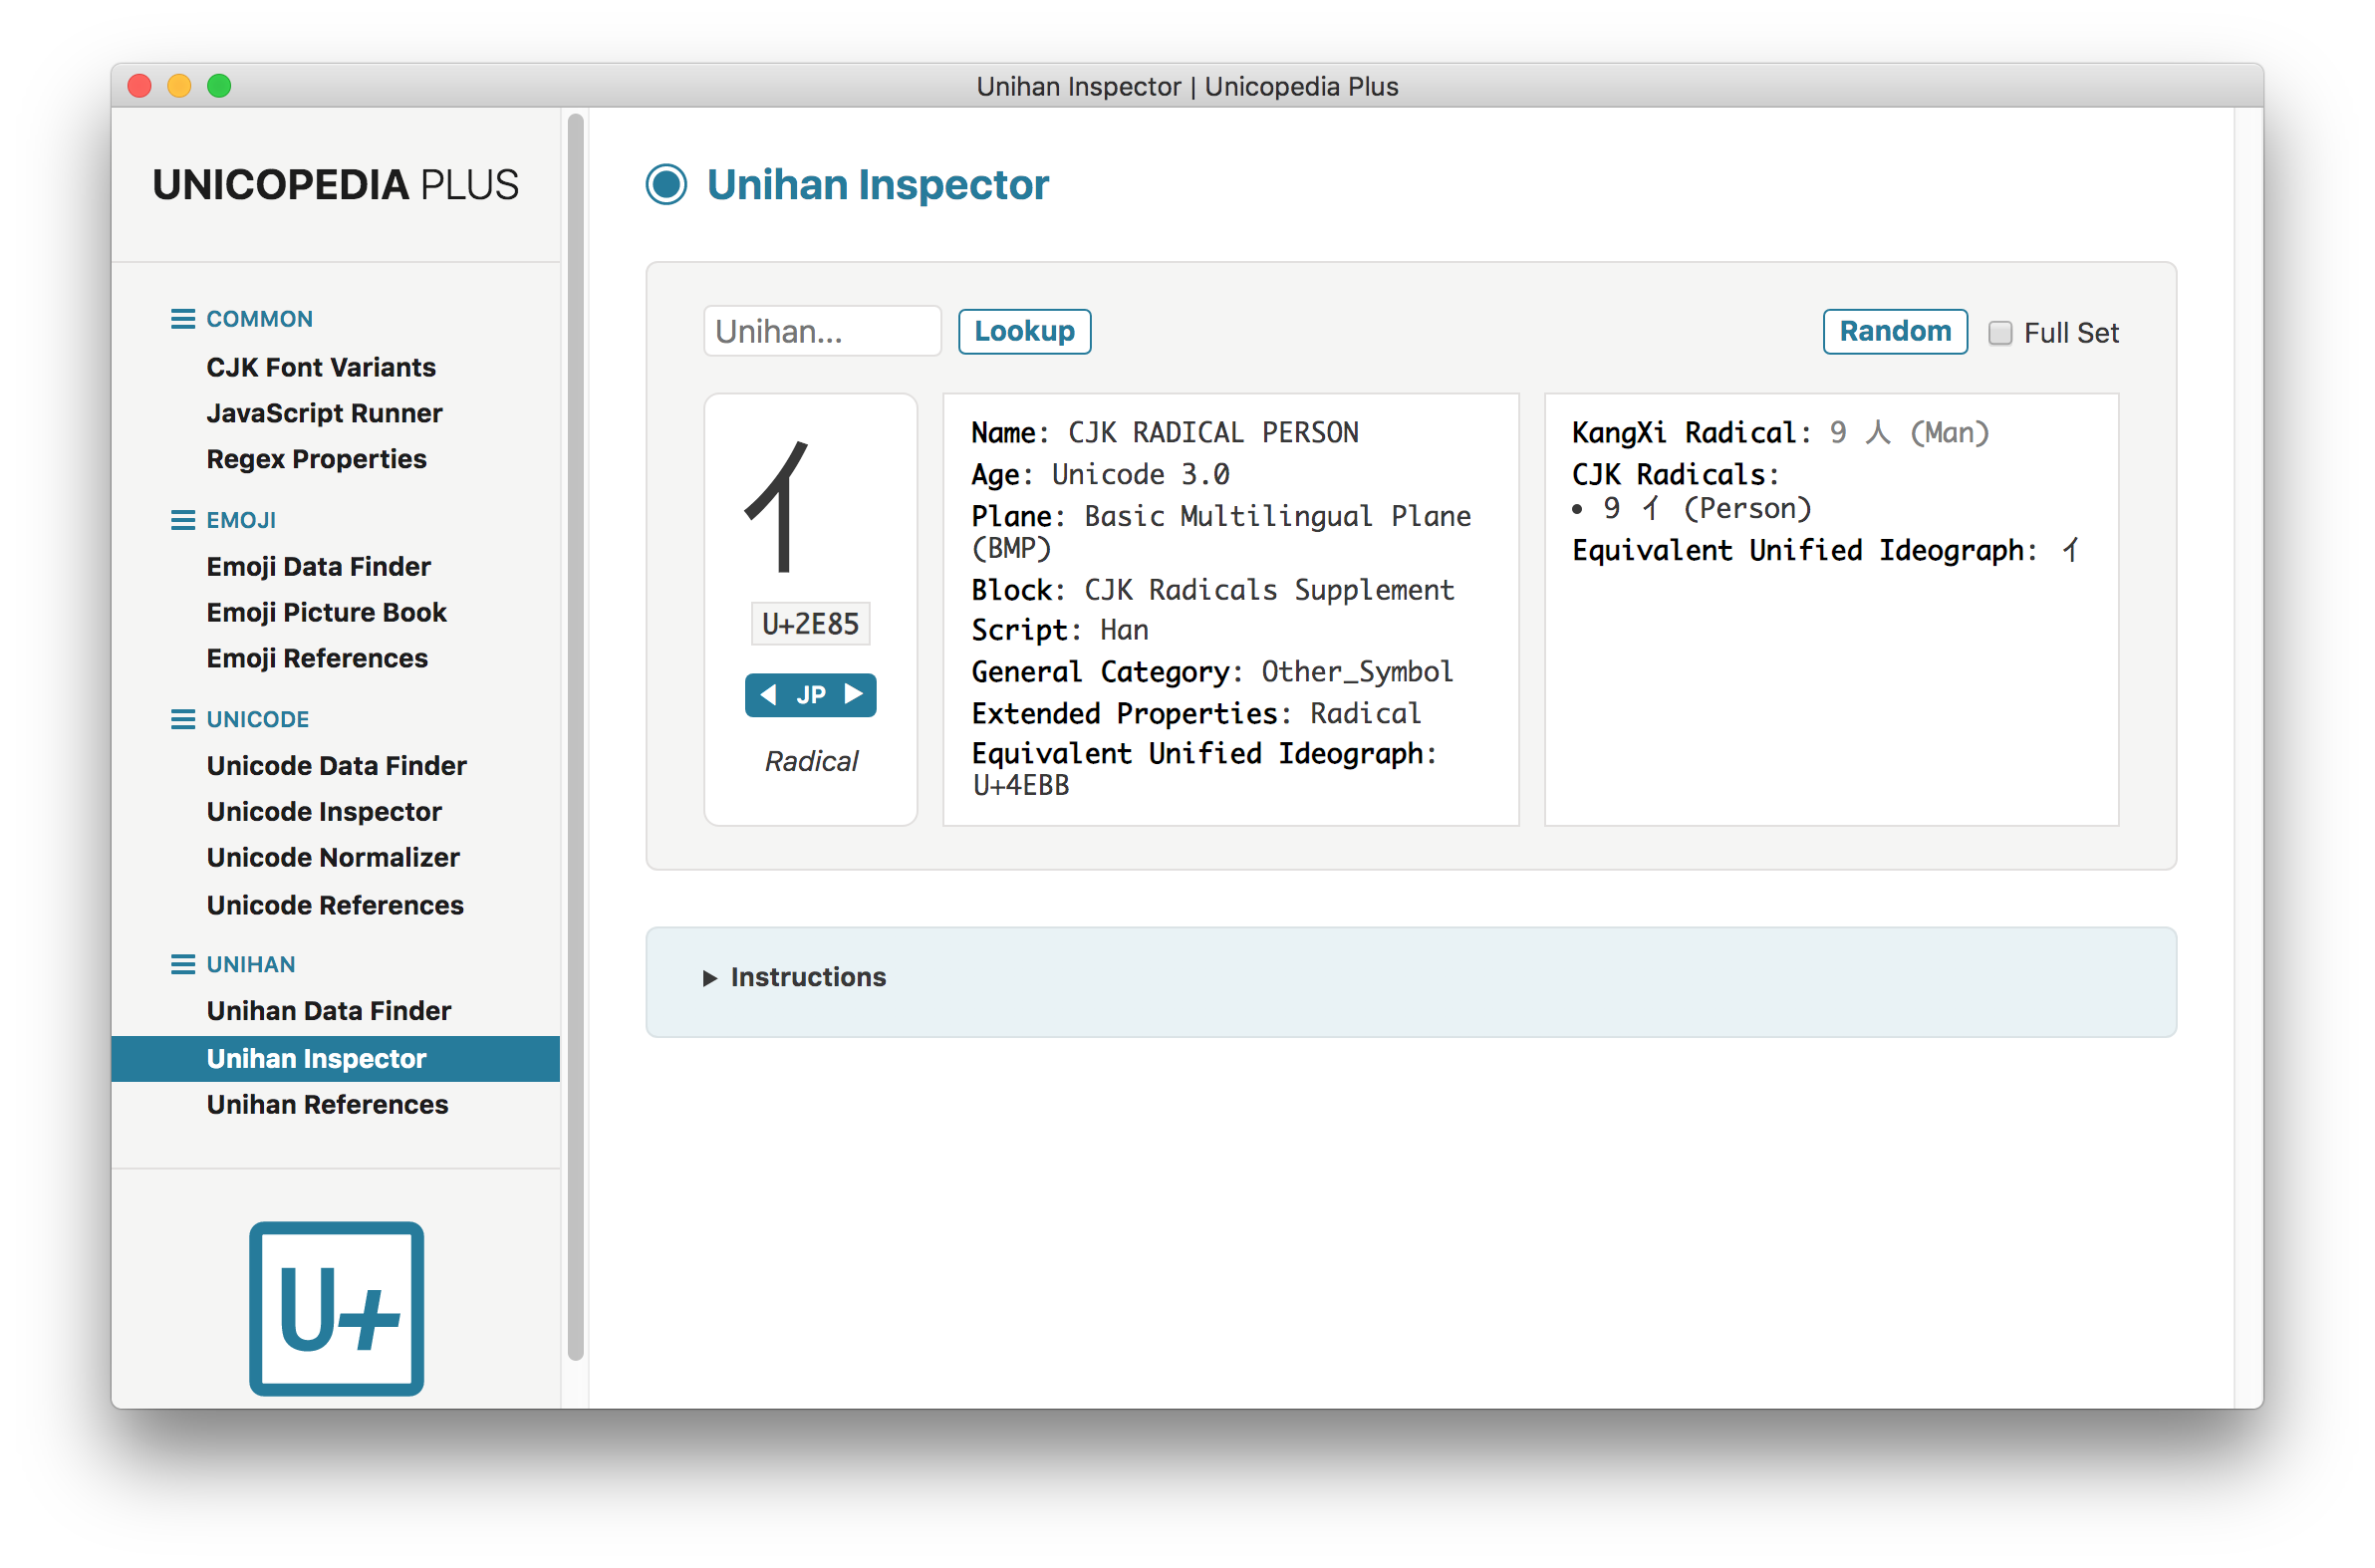 Unihan Inspector | Unicopedia Plus
UNICOPEDIA PLUS
COMMON
CJK Font Variants
JavaScript Runner
Regex Properties
EMOJI
Emoji Data Finder
Emoji Picture Book
Emoji References
UNICODE
Unicode Data Finder
Unicode Inspector
Unicode Normalizer
Unicode References
UNIHAN
Unihan Data Finder
Unihan Inspector
Unihan References
U+
Unihan Inspector
Unihan...
Lookup
Random
Full Set
⺅
U+2E85
◀ JP ▶
Radical
Name: CJK RADICAL PERSON
Age: Unicode 3.0
Plane: Basic Multilingual Plane
(BMP)
Block: CJK Radicals Supplement
Script: Han
General Category: Other_Symbol
Extended Properties: Radical
Equivalent Unified Ideograph:
U+4EBB
KangXi Radical: 9 ⼈ (Man)
CJK Radicals:
• 9 ⺅ (Person)
Equivalent Unified Ideograph: 亻
▶ Instructions